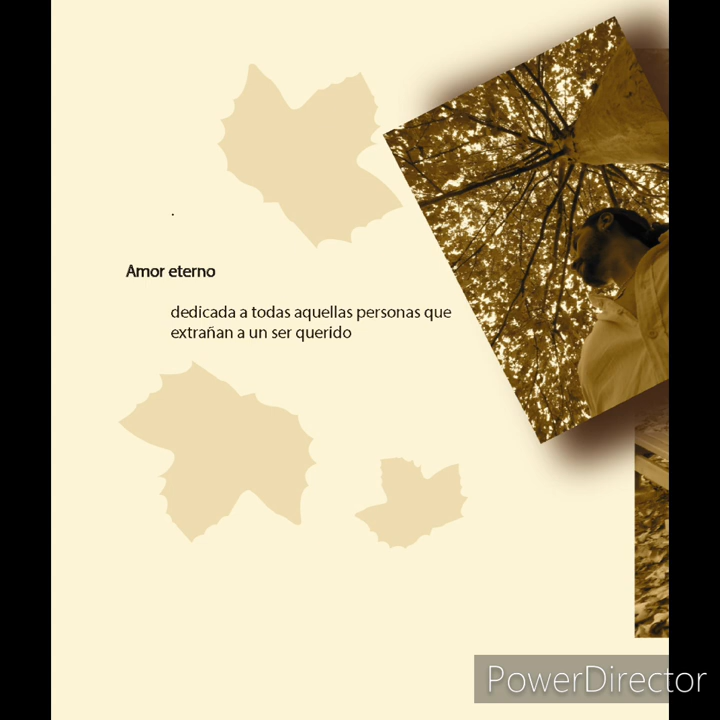 Amor eterno
dedicada a todas aquellas personas que
extrañan a un ser querido
PowerDirector